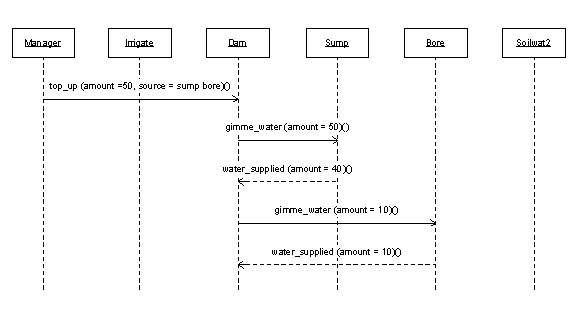 Manager Irrigate Dam Sump Bore Soilwat2
top_up (amount =50, source = sump bore)()
gimme_water (amount = 50)()
water_supplied (amount = 40)()
gimme_water (amount = 10)()
water_supplied (amount = 10)()